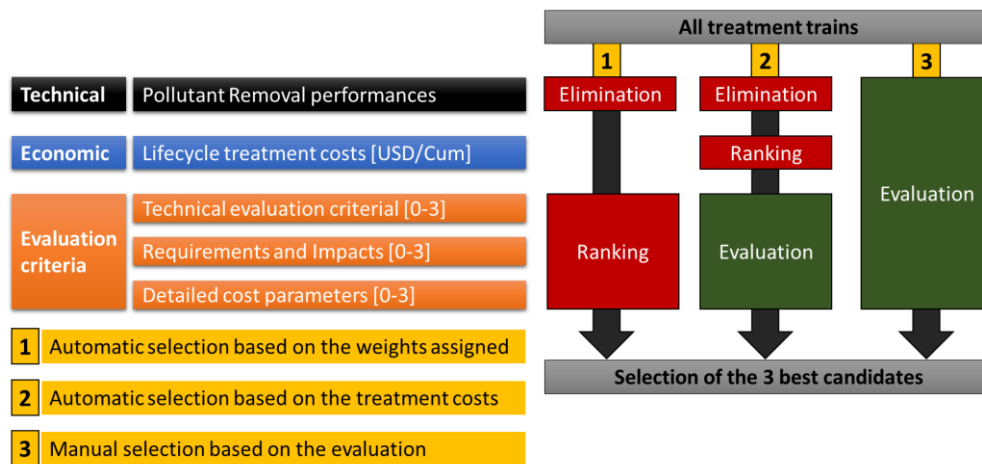 All treatment trains
1
2
3
Technical
Pollutant Removal performances
Elimination
Elimination
Economic
Lifecycle treatment costs [USD/Cum]
Ranking
Evaluation
Evaluation
criteria
Technical evaluation criterial [0-3]
Requirements and Impacts [0-3]
Detailed cost parameters [0-3]
Ranking
Evaluation
1 Automatic selection based on the weights assigned
Selection of the 3 best candidates
2 Automatic selection based on the treatment costs
3 Manual selection based on the evaluation